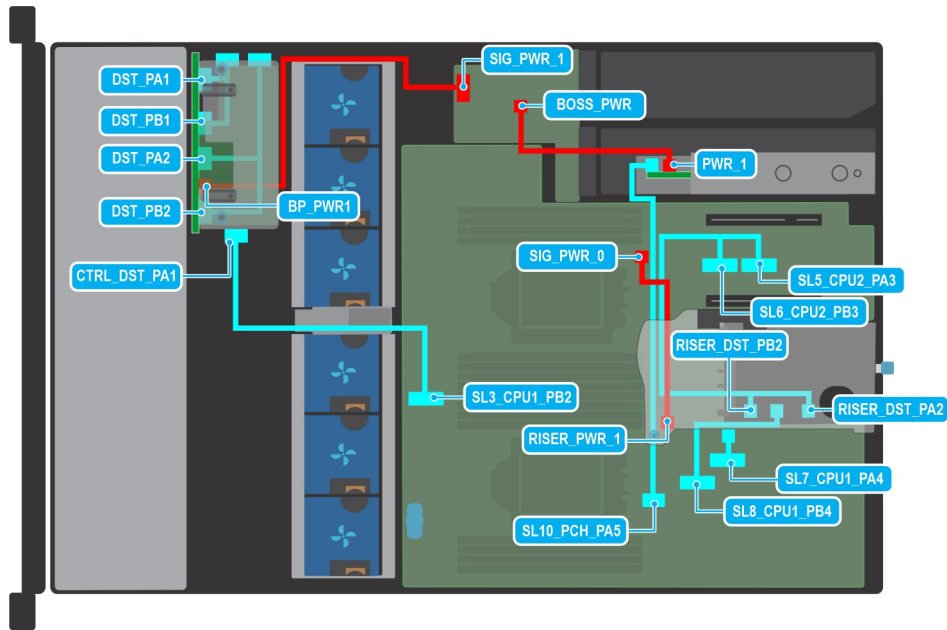 SIG_PWR_1
DST_PA1
BOSS_PWR
DST_PB1
DST_PA2
PWR_1
BP_PWR1
DST_PB2
SIG_PWR_0
CTRL_DST_PA1
SL5_CPU2_PA3
SL6_CPU2_PB3
RISER_DST_PB2
SL3_CPU1_PB2
RISER_DST_PA2
RISER_PWR_1
SL7_CPU1_PA4
SL8_CPU1_PB4
SL10_PCH_PA5